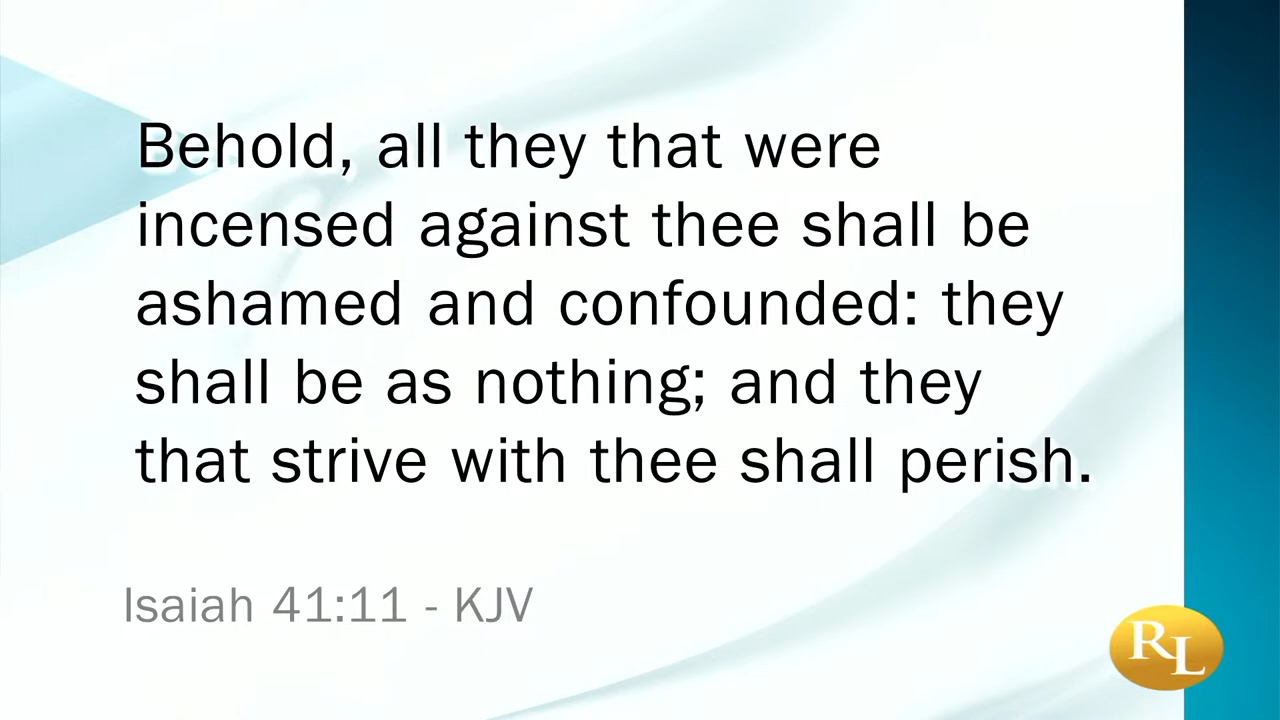 Behold, all they that were
incensed against thee shall be
ashamed and confounded: they
shall be as nothing; and they
that strive with thee shall perish.
Isaiah 41:11 - KJV
RL